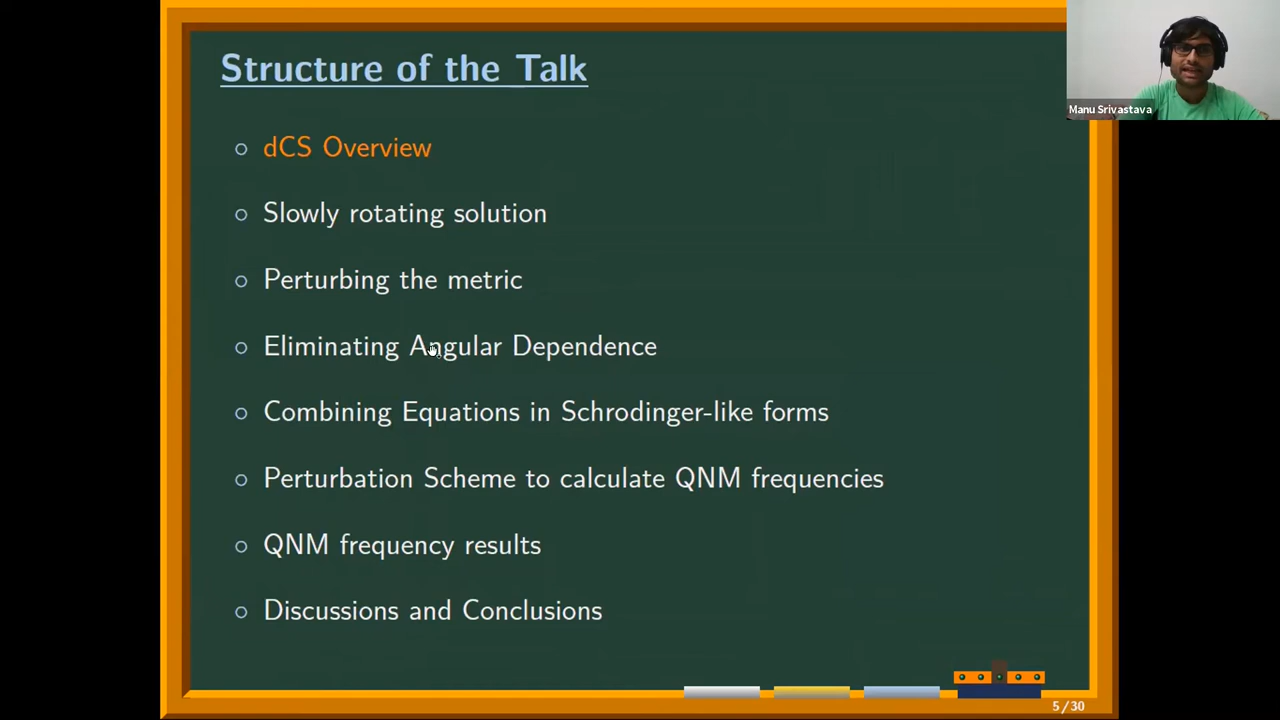 Structure of the Talk
dCS Overview
Slowly rotating solution
Perturbing the metric
Eliminating Angular Dependence
Combining Equations in Schrodinger-like forms
Perturbation Scheme to calculate QNM frequencies
QNM frequency results
Discussions and Conclusions
5/30
Manu Srivastava